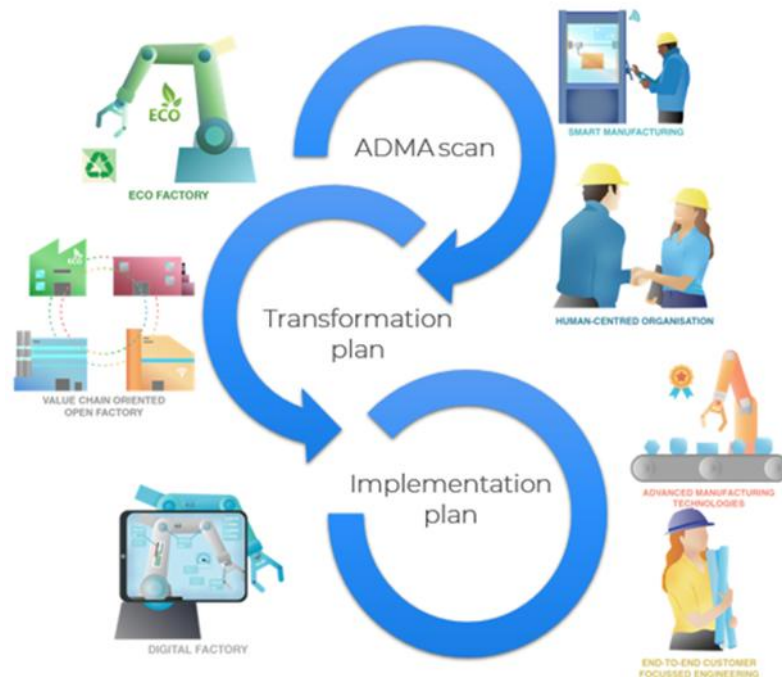 ECO
ECO FACTORY
ADMA scan
SMART MANUFACTURING
HUMAN-CENTRED ORGANISATION
ECO
VALUE CHAIN ORIENTED
OPEN FACTORY
Transformation
plan
ADVANCED MANUFACTURING
TECHNOLOGIES
Implementation
plan
DIGITAL FACTORY
END-TO-END CUSTOMER
FOCUSSED ENGINEERING